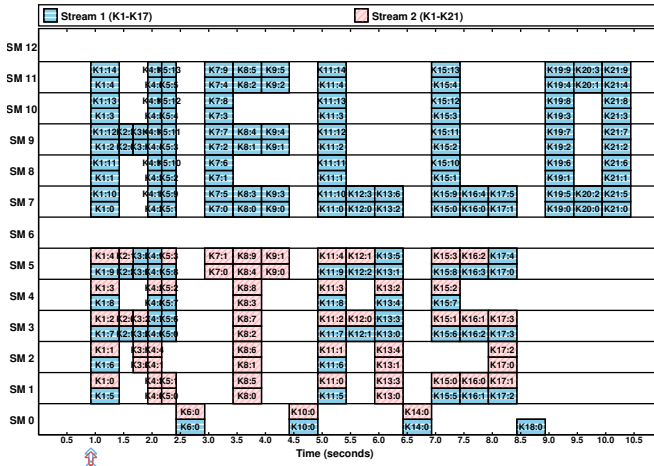 Stream 1 (K1-K17) Stream 2 (K1-K21)
SM 12
K1:14 K7:9 K8:5 K9:5 K11:14 K15:13 K19:9 K20:3 K21:9
SM 11
K1:4 K7:4 K8:2 K9:2 K11:4 K15:4 K19:4 K20:1 K21:4
K1:13 K7:8 K11:13 K15:12 K19:8 K21:8
SM 10
K1:3 K7:3 K11:3 K15:3 K19:3 K21:3
K1:12 K7:7 K8:4 K9:4 K11:12 K15:11 K19:7 K21:7
SM 9
K1:2 K7:2 K8:1 K9:1 K11:2 K15:2 K19:2 K21:2
K1:11 K7:6 K11:11 K15:10 K19:6 K21:6
SM 8
K1:1 K7:1 K11:1 K15:1 K19:1 K21:1
K1:10 K7:5 K8:3 K9:3 K11:10 K12:3 K13:6 K15:9 K16:4 K17:5 K19:5 K20:2 K21:5
SM 7
K1:0 K7:0 K8:0 K9:0 K11:0 K12:0 K13:2 K15:0 K16:0 K17:1 K19:0 K20:0 K21:0
SM 6
K1:4 K7:1 K8:9 K9:1 K11:4 K12:1 K13:5 K15:3 K16:2 K17:4
SM 5
K1:9 K7:0 K8:4 K9:0 K11:9 K12:2 K13:1 K15:8 K16:3 K17:0
K1:3 K8:8 K11:3 K13:2 K15:2
SM 4
K1:8 K8:3 K11:8 K13:4 K15:7
K1:2 K8:7 K11:2 K12:0 K13:3 K15:1 K16:1 K17:3
SM 3
K1:7 K8:2 K11:7 K12:1 K13:0 K15:6 K16:2 K17:3
K1:1 K8:6 K11:1 K13:4 K17:2
SM 2
K1:6 K8:1 K11:6 K13:1 K17:0
K1:0 K5:1 K8:5 K11:0 K13:3 K15:0 K16:0 K17:1
SM 1
K1:5 K8:0 K11:5 K13:0 K15:5 K16:1 K17:2
K6:0 K10:0 K14:0
SM 0
K6:0 K10:0 K14:0 K18:0
0.5 1.0 1.5 2.0 2.5 3.0 3.5 4.0 4.5 5.0 5.5 6.0 6.5 7.0 7.5 8.0 8.5 9.0 9.5 10.0 10.5
Time (seconds)